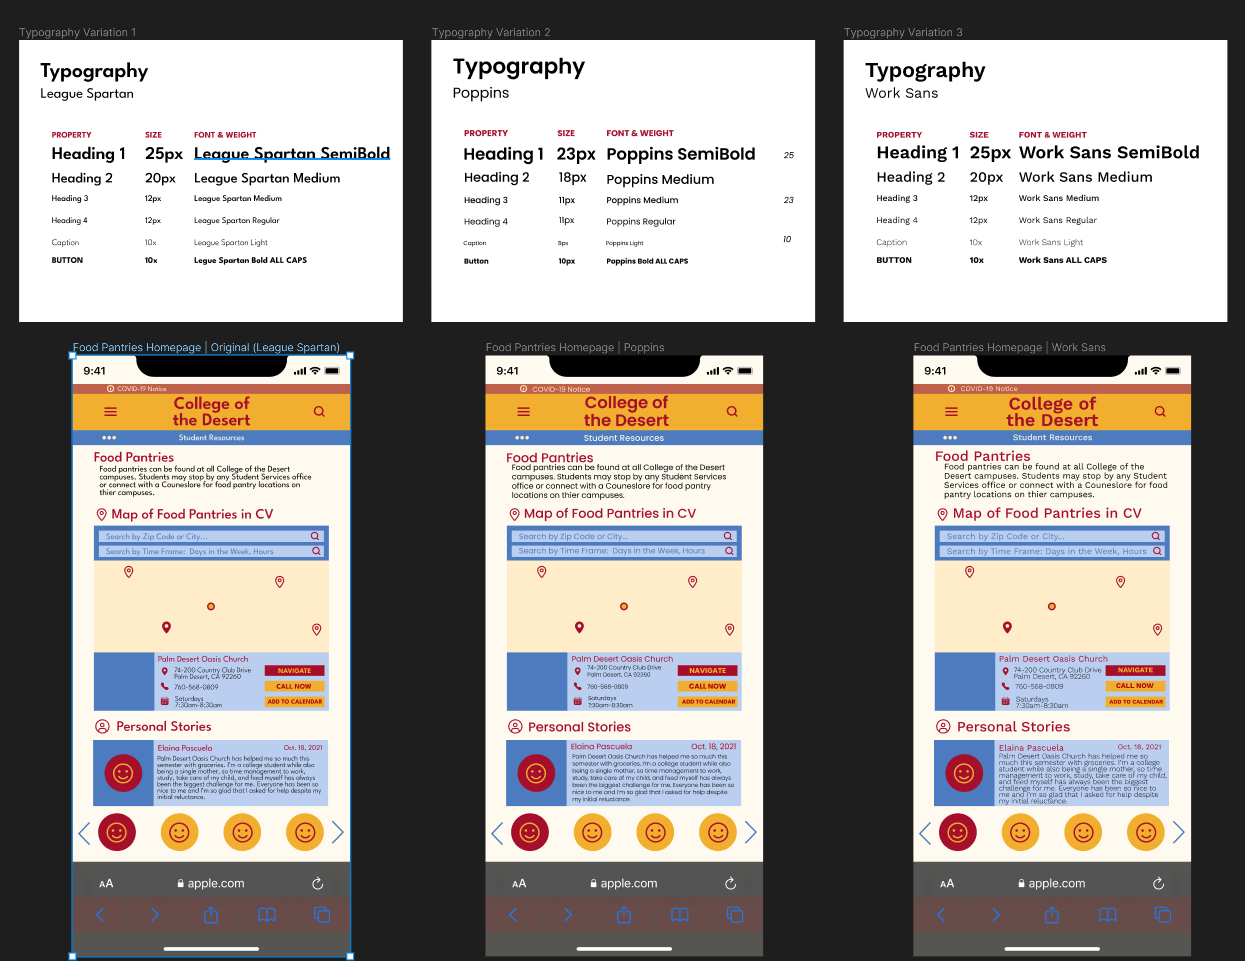 Typography Variation 1
Typography
League Spartan
PROPERTY SIZE FONT & WEIGHT
Heading 1 25px League Spartan SemiBold
Heading 2 20px League Spartan Medium
Heading 3 12px League Spartan Medium
Heading 4 12px League Spartan Regular
Caption 10x League Spartan Light
BUTTON 10x Legue Spartan Bold ALL CAPS
Typography Variation 2
Typography
Poppins
PROPERTY SIZE FONT & WEIGHT
Heading 1 23px Poppins SemiBold 25
Heading 2 18px Poppins Medium
Heading 3 11px Poppins Medium 23
Heading 4 11px Poppins Regular
Caption 8px Poppins Light 10
Button 10px Poppins Bold ALL CAPS
Typography Variation 3
Typography
Work Sans
PROPERTY SIZE FONT & WEIGHT
Heading 1 25px Work Sans SemiBold
Heading 2 20px Work Sans Medium
Heading 3 12px Work Sans Medium
Heading 4 12px Work Sans Regular
Caption 10x Work Sans Light
BUTTON 10x Work Sans ALL CAPS
Food Pantries Homepage | Original (League Spartan)
9:41
COVID-19 Notice
College of
the Desert
Student Resources
Food Pantries
Food pantries can be found at all College of the Desert
campuses. Students may stop by any Student Services office
or connect with a Couneslore for food pantry locations on
thier campuses.
Map of Food Pantries in CV
Search by Zip Code or City...
Search by Time Frame: Days in the Week, Hours
Palm Desert Oasis Church
74-200 Country Club Drive
Palm Desert, CA 92260
NAVIGATE
760-568-0809
CALL NOW
Saturdays
7:30am-8:30am
ADD TO CALENDAR
Personal Stories
Elaina Pascuela Oct. 18, 2021
Palm Desert Oasis Church has helped me so much this
semester with groceries. I'm a college student while also
being a single mother, so time management to work,
study, take care of my child, and feed myself has always
been the biggest challenge for me. Everyone has been so
nice to me and I'm so glad that I asked for help despite my
initial reluctance.
AA apple.com
Food Pantries Homepage | Poppins
9:41
COVID-19 Notice
College of
the Desert
Student Resources
Food Pantries
Food pantries can be found at all College of the Desert
campuses. Students may stop by any Student Services
office or connect with a Couneslore for food pantry
locations on thier campuses.
Map of Food Pantries in CV
Search by Zip Code or City...
Search by Time Frame: Days in the Week, Hours
Palm Desert Oasis Church
74-200 Country Club Drive
Palm Desert, CA 92260
NAVIGATE
760-568-0809
CALL NOW
Saturdays
7:30am-8:30am
ADD TO CALENDAR
Personal Stories
Elaina Pascuela Oct. 18, 2021
Palm Desert Oasis Church has helped me so much this
semester with groceries. I'm a college student while also
being a single mother, so time management to work,
study, take care of my child, and feed myself has always
been the biggest challenge for me. Everyone has been so
nice to me and I'm so glad that I asked for help despite
my initial reluctance.
AA apple.com
Food Pantries Homepage | Work Sans
9:41
COVID-19 Notice
College of
the Desert
Student Resources
Food Pantries
Food pantries can be found at all College of the
Desert campuses. Students may stop by any Student
Services office or connect with a Couneslore for food
pantry locations on thier campuses.
Map of Food Pantries in CV
Search by Zip Code or City...
Search by Time Frame: Days in the Week, Hours
Palm Desert Oasis Church
74-200 Country Club Drive
Palm Desert, CA 92260
NAVIGATE
760-568-0809
CALL NOW
Saturdays
7:30am-8:30am
ADD TO CALENDAR
Personal Stories
Elaina Pascuela Oct. 18, 2021
Palm Desert Oasis Church has helped me so
much this semester with groceries. I'm a college
student while also being a single mother, so time
management to work, study, take care of my child,
and feed myself has always been the biggest
challenge for me. Everyone has been so nice to
me and I'm so glad that I asked for help despite
my initial reluctance.
AA apple.com